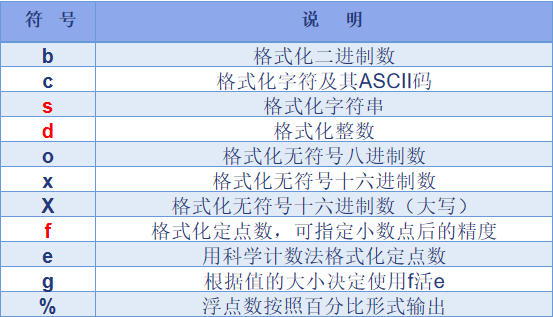 符 号 说 明
b 格式化二进制数
c 格式化字符及其ASCII码
s 格式化字符串
d 格式化整数
o 格式化无符号八进制数
x 格式化无符号十六进制数
X 格式化无符号十六进制数（大写）
f 格式化定点数，可指定小数点后的精度
e 用科学计数法格式化定点数
g 根据值的大小决定使用f活e
% 浮点数按照百分比形式输出